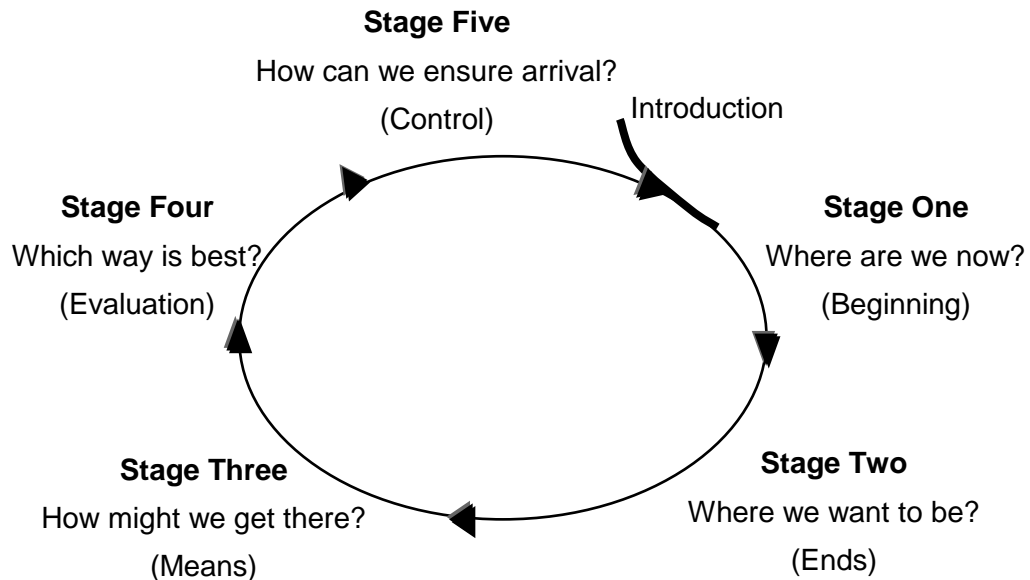 Stage Five
How can we ensure arrival?
(Control)
Introduction
Stage Four
Which way is best?
(Evaluation)
Stage One
Where are we now?
(Beginning)
Stage Three
How might we get there?
(Means)
Stage Two
Where we want to be?
(Ends)